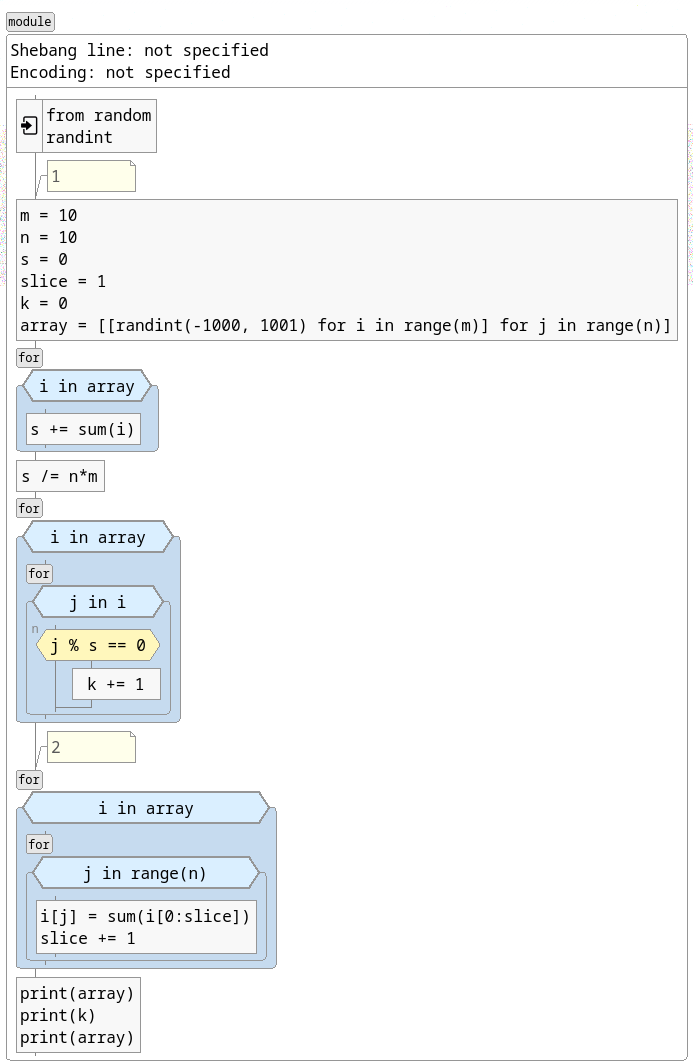 module
Shebang line: not specified
Encoding: not specified
from random
randint
1
m = 10
n = 10
s = 0
slice = 1
k = 0
array = [[randint(-1000, 1001) for i in range(m)] for j in range(n)]
for
i in array
s += sum(i)
s /= n*m
for
i in array
for
j in i
n
j % s == 0
k += 1
2
for
i in array
for
j in range(n)
i[j] = sum(i[0:slice])
slice += 1
print(array)
print(k)
print(array)